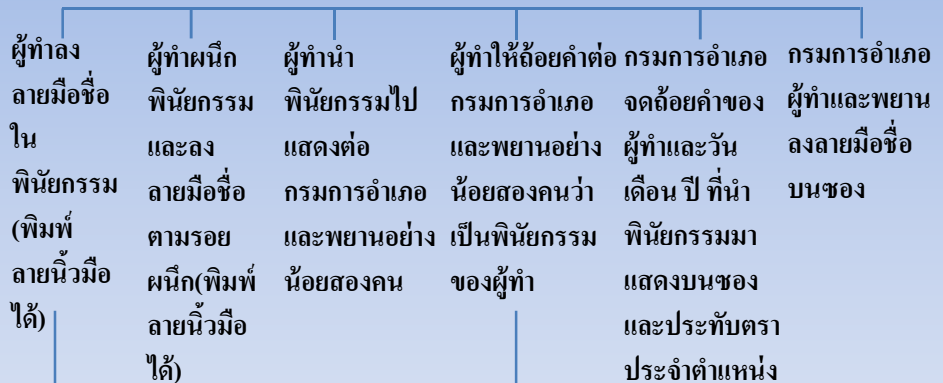 ผู้ทำลง
ลายมือชื่อ
ใน
พินัยกรรม
(พิมพ์
ลายนิ้วมือ
ได้)
ผู้ทำผนึก
พินัยกรรม
และลง
ลายมือชื่อ
ตามรอย
ผนึก(พิมพ์
ลายนิ้วมือ
ได้)
ผู้ทำนำ
พินัยกรรมไป
แสดงต่อ
กรมการอำเภอ
และพยานอย่าง
น้อยสองคน
ผู้ทำให้ถ้อยคำต่อ
กรมการอำเภอ
และพยานอย่าง
น้อยสองคนว่า
เป็นพินัยกรรม
ของผู้ทำ
กรมการอำเภอ
จดถ้อยคำของ
ผู้ทำและวัน
เดือน ปี ที่นำ
พินัยกรรมมา
แสดงบนซอง
และประทับตรา
ประจำตำแหน่ง
กรมการอำเภอ
ผู้ทำและพยาน
ลงลายมือชื่อ
บนซอง